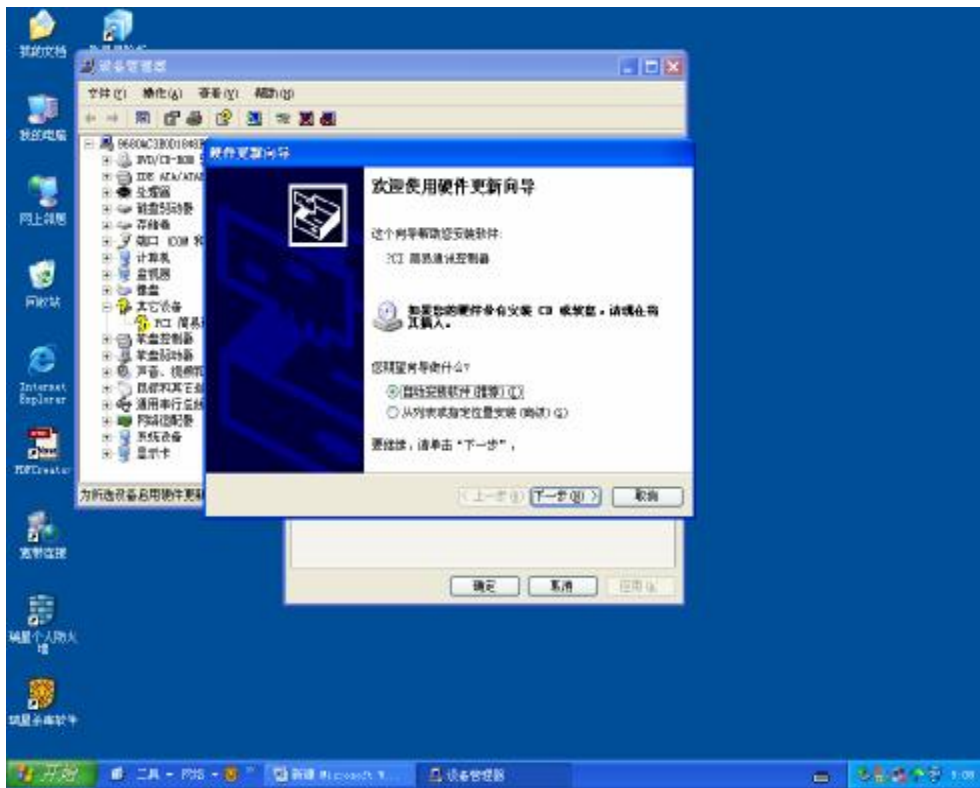 我的文档
设备管理器
文件(F) 操作(A) 查看(V) 帮助(H)
我的电脑
网上邻居
回收站
Internet Explorer
PDFCreator
宽带连接
瑞星个人防火墙
瑞星杀毒软件
DVD/CD-ROM
IDE ATA/ATAPI
处理器
磁盘驱动器
存储卷
端口 (COM 和
计算机
监视器
键盘
其它设备
PCI 简易
软盘控制器
软盘驱动器
声音、视频和
鼠标和其它
通用串行总线
网络适配器
系统设备
显示卡
为所选设备启用硬件更新
硬件更新向导
欢迎使用硬件更新向导
这个向导帮助您安装软件:
PCI 简易通讯控制器
如果您的硬件带有安装 CD 或软盘,请现在将其插入。
您期望向导做什么?
自动安装软件(推荐)(I)
从列表或指定位置安装(高级)(S)
要继续,请单击“下一步”。
< 上一步(B) 下一步(N) > 取消
确定 取消 应用(A)
开始 工具 - 网络 - 新建 Microsoft W... 设备管理器